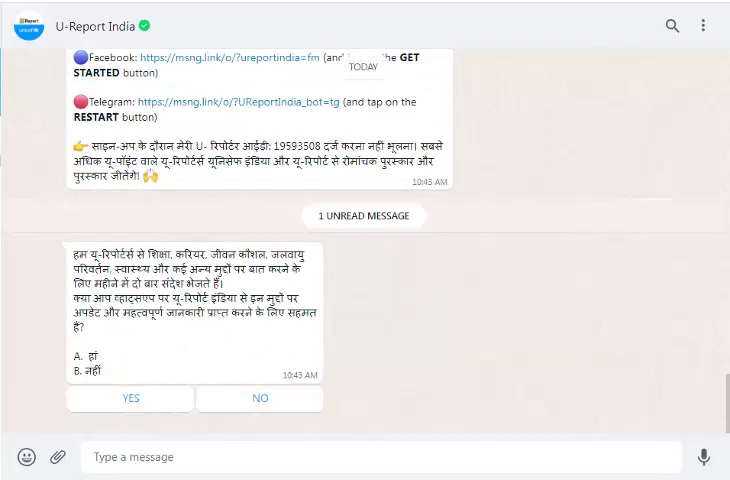 U-Report India
Facebook: https://msng.link/o/?ureportindia=fm (and he GET
TODAY
STARTED button)
Telegram: https://msng.link/o/?UReportIndia_bot=tg (and tap on the
RESTART button)
👉 साइन-अप के दौरान मेरी U- रिपोर्टर आईडी: 19593508 दर्ज करना नहीं भूलना। सबसे
अधिक यू-पॉइंट वाले यू-रिपोर्टर्स यूनिसेफ इंडिया और यू-रिपोर्ट से रोमांचक पुरस्कार और
पुरस्कार जीतेंगे! 🙌
10:43 AM
1 UNREAD MESSAGE
हम यू-रिपोर्टर्स से शिक्षा, करियर, जीवन कौशल, जलवायु
परिवर्तन, स्वास्थ्य और कई अन्य मुद्दों पर बात करने के
लिए महीने में दो बार संदेश भेजते हैं।
क्या आप व्हाट्सएप पर यू-रिपोर्ट इंडिया से इन मुद्दों पर
अपडेट और महत्वपूर्ण जानकारी प्राप्त करने के लिए सहमत
हैं?
A. हां
B. नहीं
10:43 AM
YES
NO
Type a message